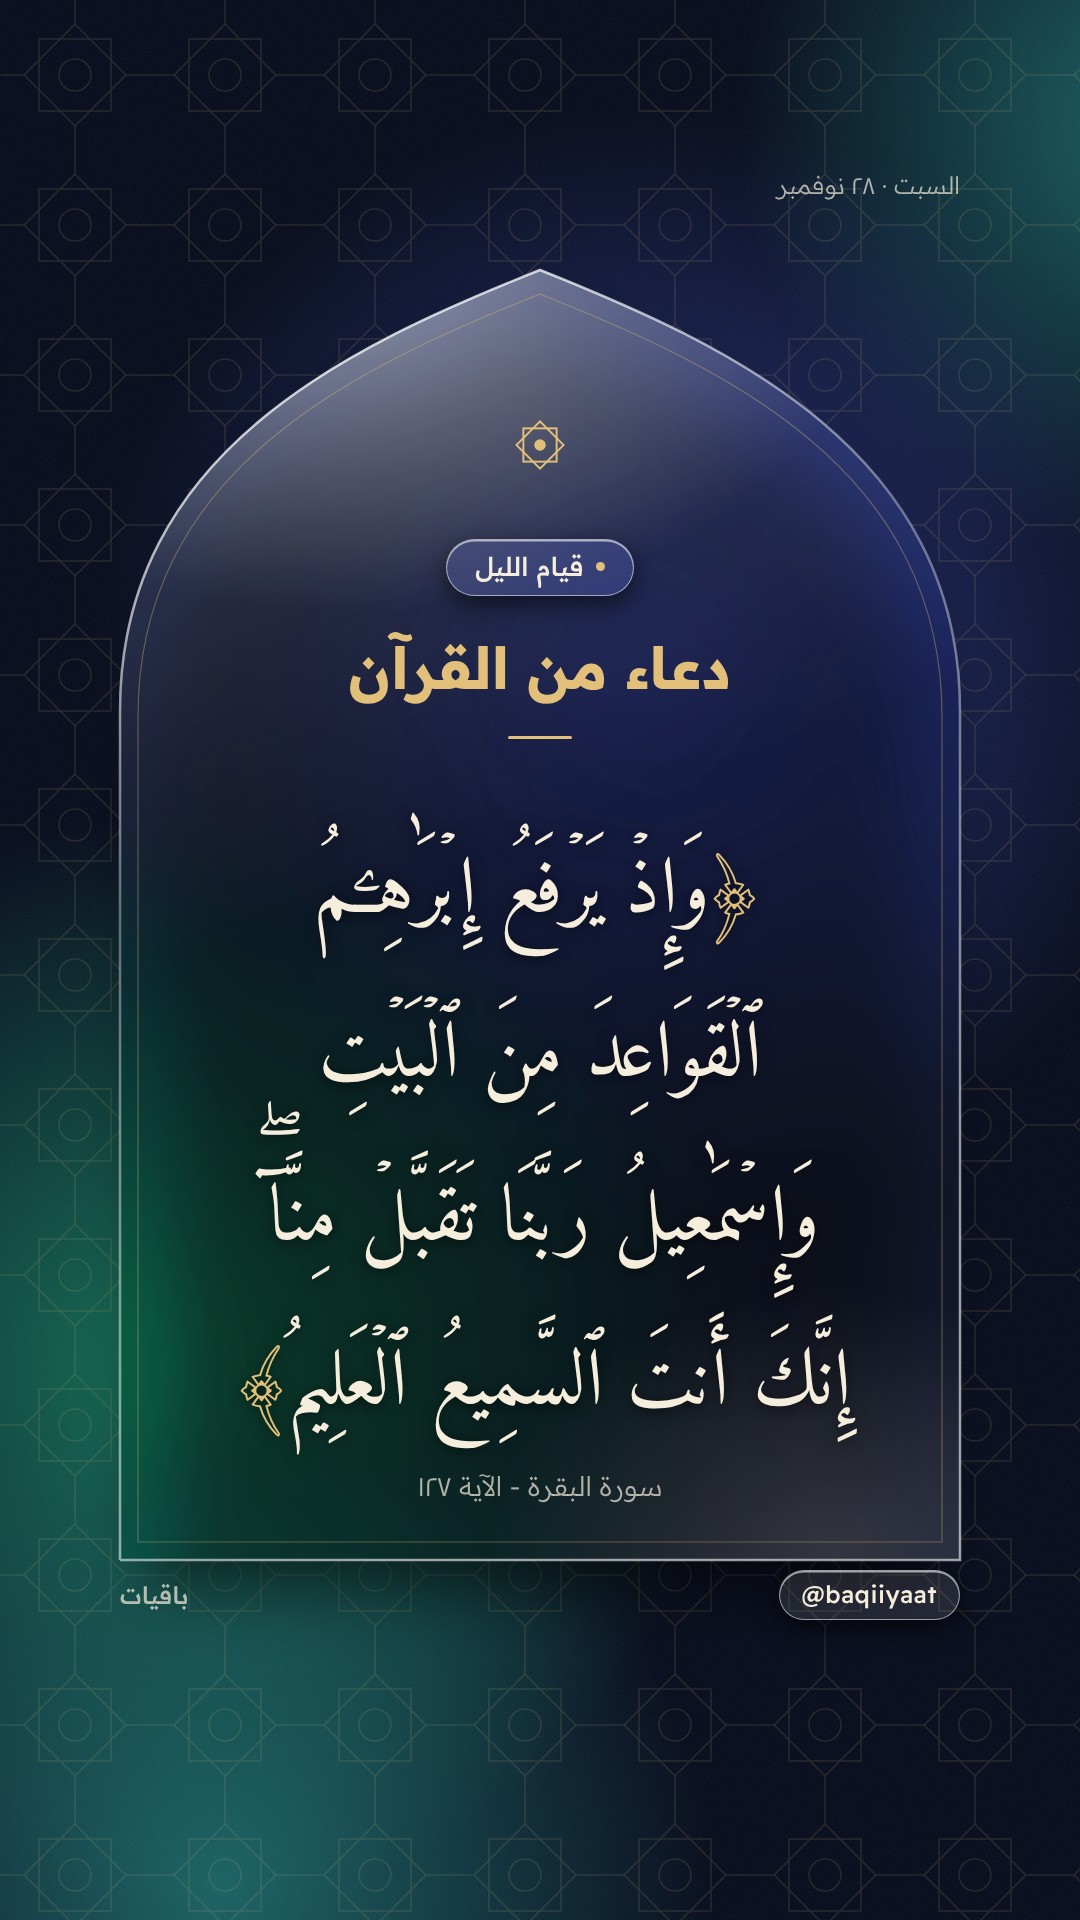 السبت · ٢٨ نوفمبر
قيام الليل
دعاء من القرآن
﴿وَإِذۡ يَرۡفَعُ إِبۡرَٰهِـۧمُ
ٱلۡقَوَاعِدَ مِنَ ٱلۡبَيۡتِ
وَإِسۡمَٰعِيلُ رَبَّنَا تَقَبَّلۡ مِنَّآۖ
إِنَّكَ أَنتَ ٱلسَّمِيعُ ٱلۡعَلِيمُ﴾
سورة البقرة - الآية ١٢٧
@baqiiyaat
باقيات